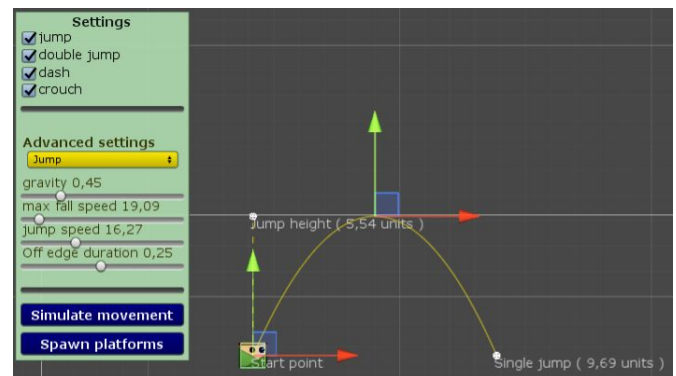 Settings
jump
double jump
dash
crouch
Advanced settings
Jump
gravity 0,45
max fall speed 19,09
jump speed 16,27
Off edge duration 0,25
Simulate movement
Spawn platforms
Jump height ( 5,54 units )
Start point
Single jump ( 9,69 units )